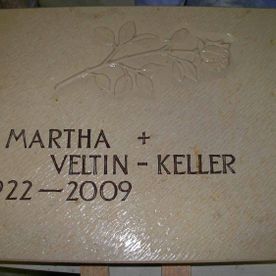 MARTHA +
VELTIN - KELLER
922 — 2009